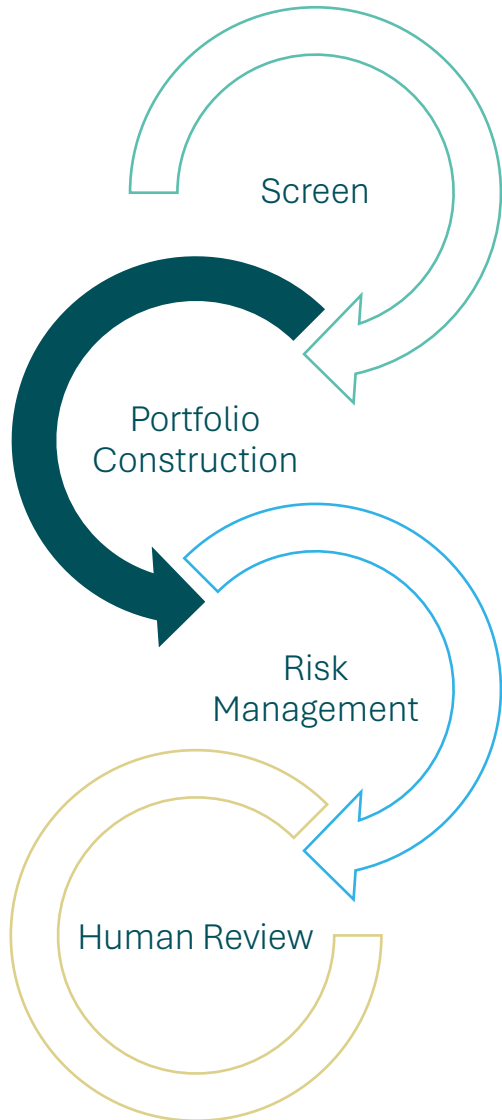 Screen
Portfolio
Construction
Risk
Management
Human Review